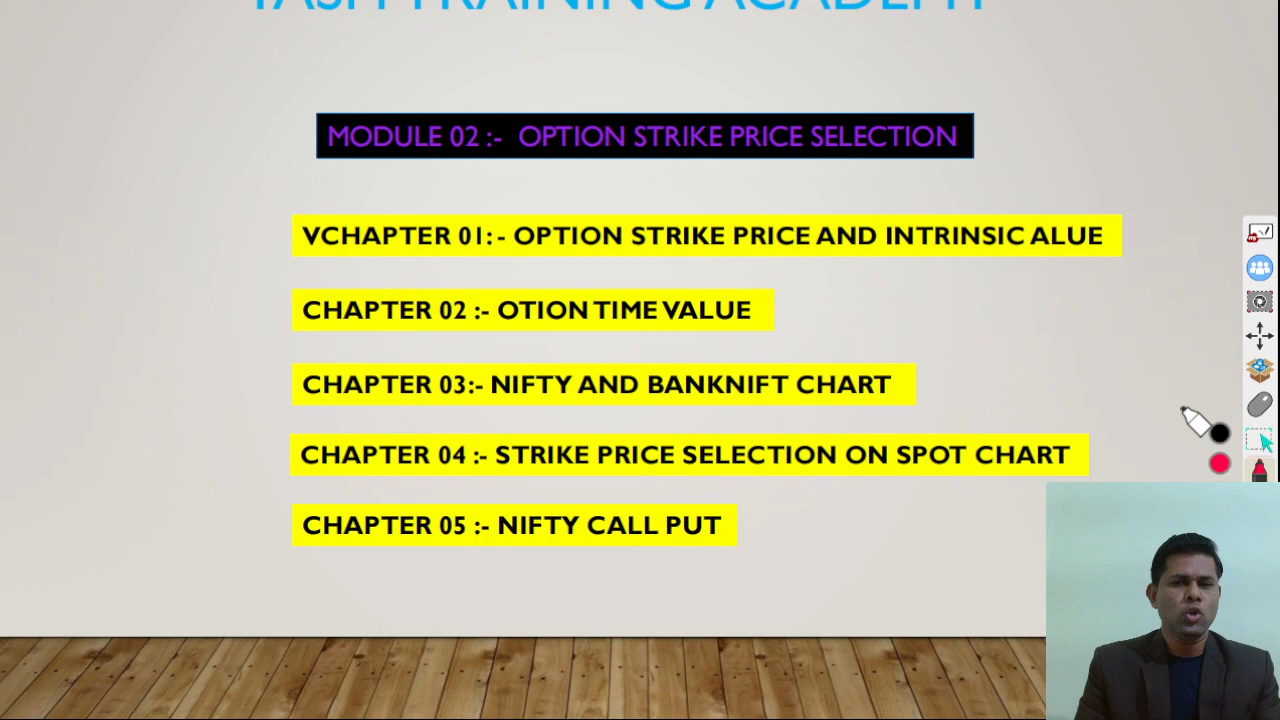 TRAINING ACADEMY
MODULE 02 :- OPTION STRIKE PRICE SELECTION
VCHAPTER 01:- OPTION STRIKE PRICE AND INTRINSIC ALUE
CHAPTER 02 :- OTION TIME VALUE
CHAPTER 03:- NIFTY AND BANKNIFT CHART
CHAPTER 04 :- STRIKE PRICE SELECTION ON SPOT CHART
CHAPTER 05 :- NIFTY CALL PUT